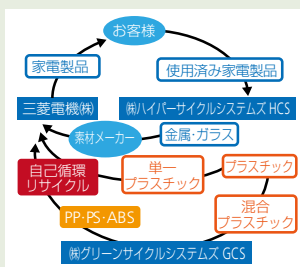 お客様
家電製品
使用済み家電製品
三菱電機㈱
㈱ハイパーサイクルシステムズ HCS
素材メーカー
金属・ガラス
自己循環
リサイクル
単一
プラスチック
プラスチック
混合
プラスチック
PP・PS・ABS
㈱グリーンサイクルシステムズ GCS